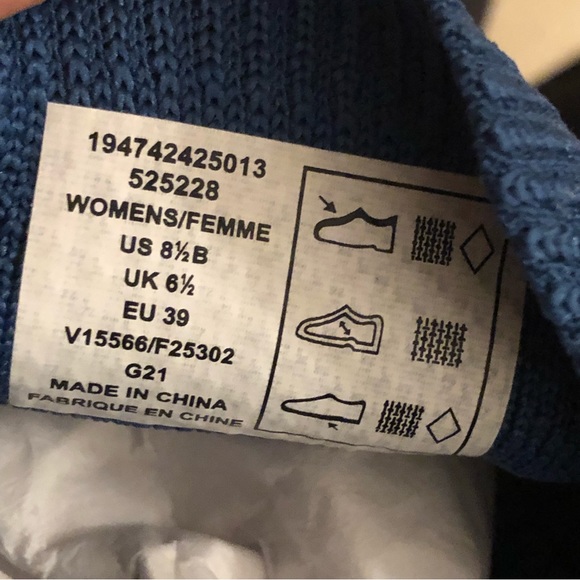 194742425013
525228
WOMENS/FEMME
US 8½B
UK 6½
EU 39
V15566/F25302
G21
MADE IN CHINA
FABRIQUE EN CHINE